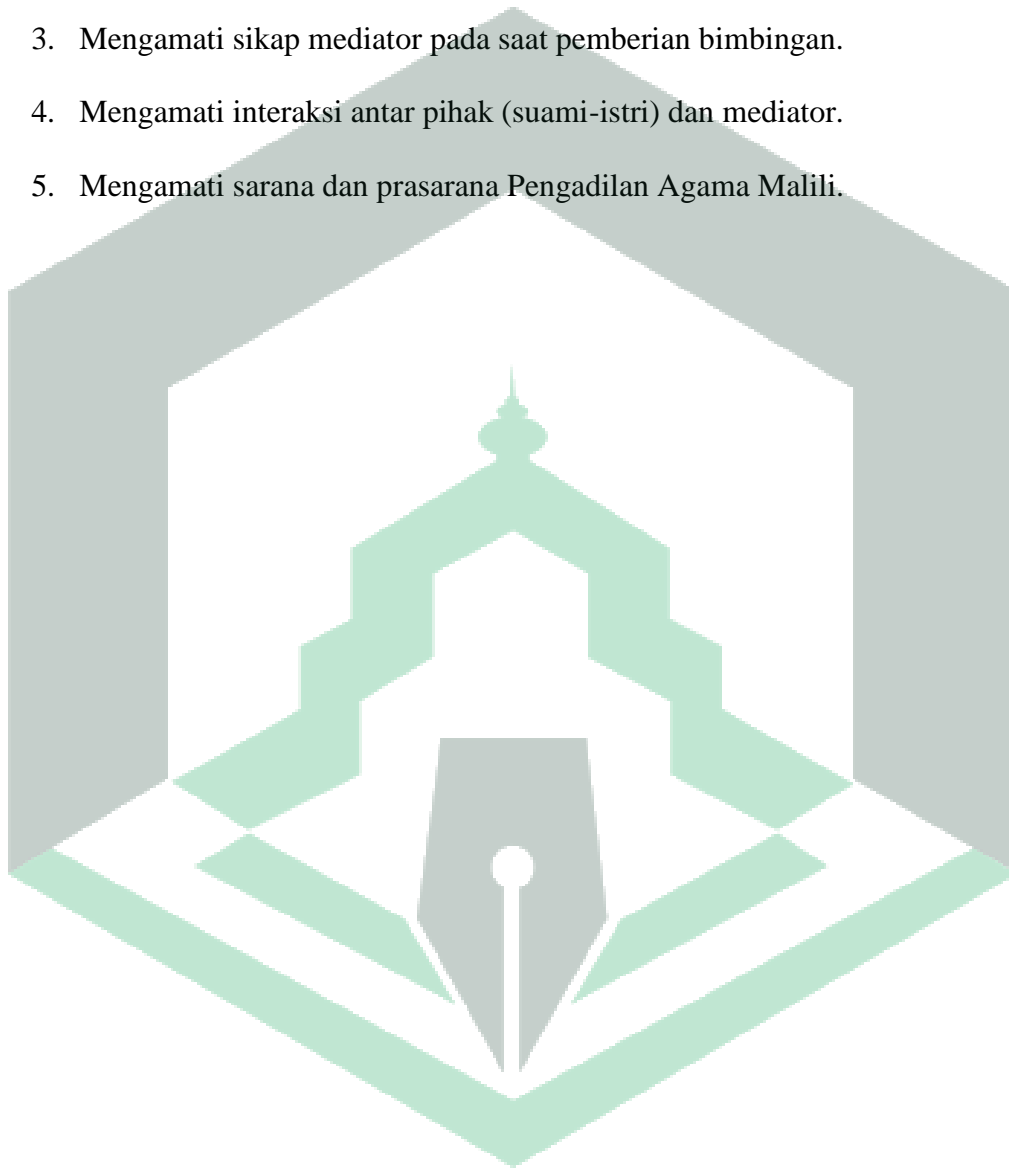 3. Mengamati sikap mediator pada saat pemberian bimbingan.
4. Mengamati interaksi antar pihak (suami-istri) dan mediator.
5. Mengamati sarana dan prasarana Pengadilan Agama Malili.